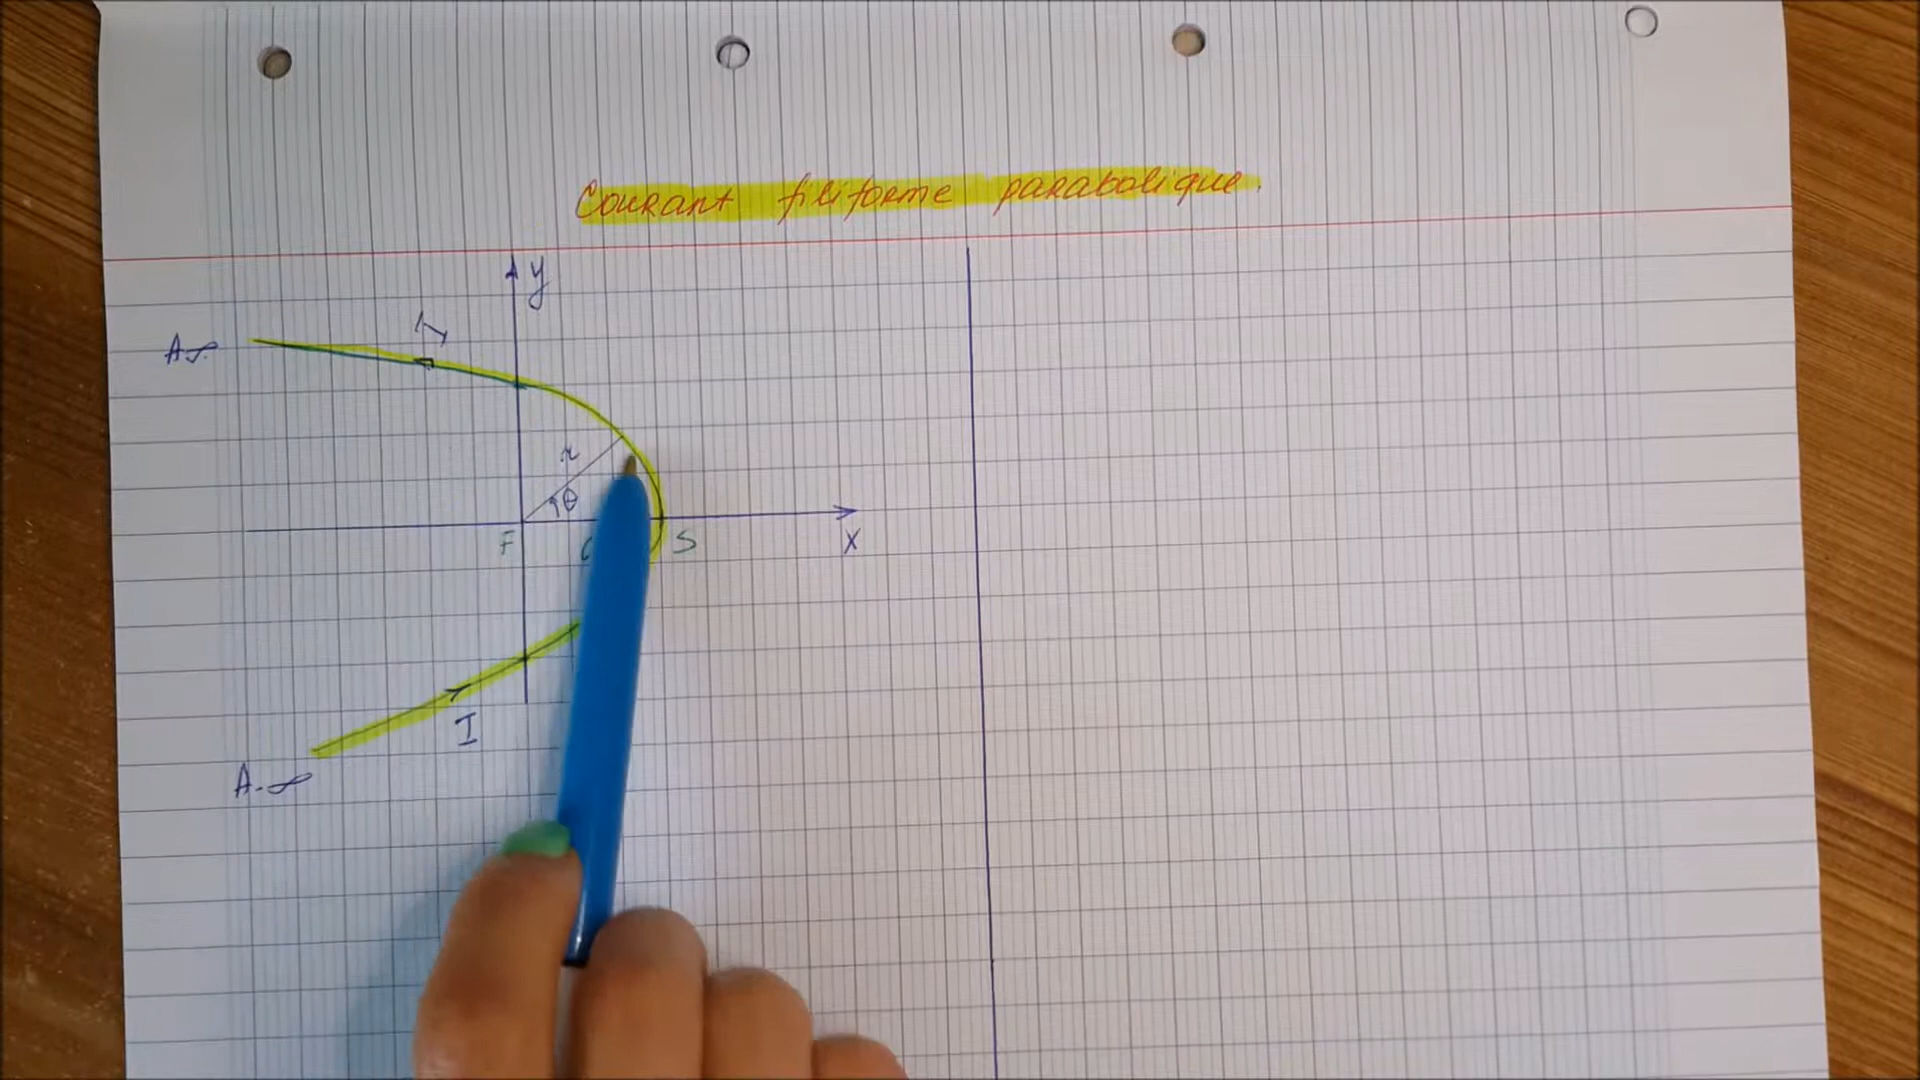 Courant filiforme parabolique.
y
A∞
r
θ
F
S
X
I
A-∞